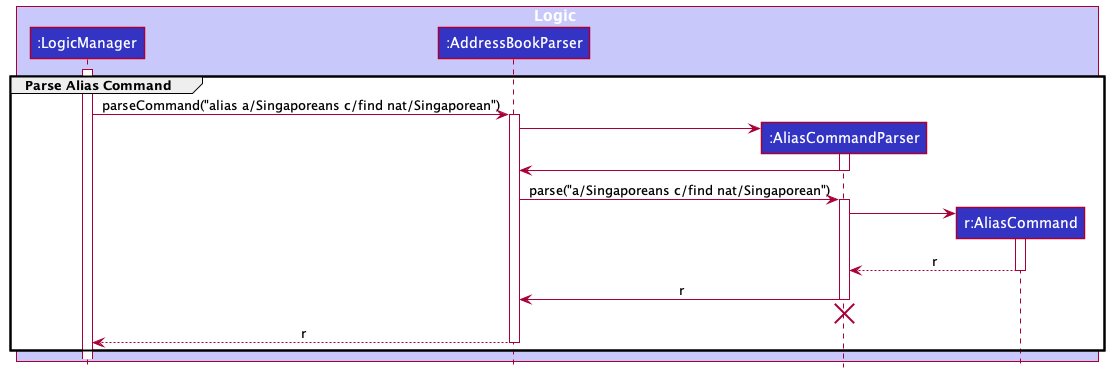 Logic
:LogicManager
:AddressBookParser
Parse Alias Command
parseCommand("alias a/Singaporeans c/find nat/Singaporean")
:AliasCommandParser
parse("a/Singaporeans c/find nat/Singaporean")
r:AliasCommand
r
r
r